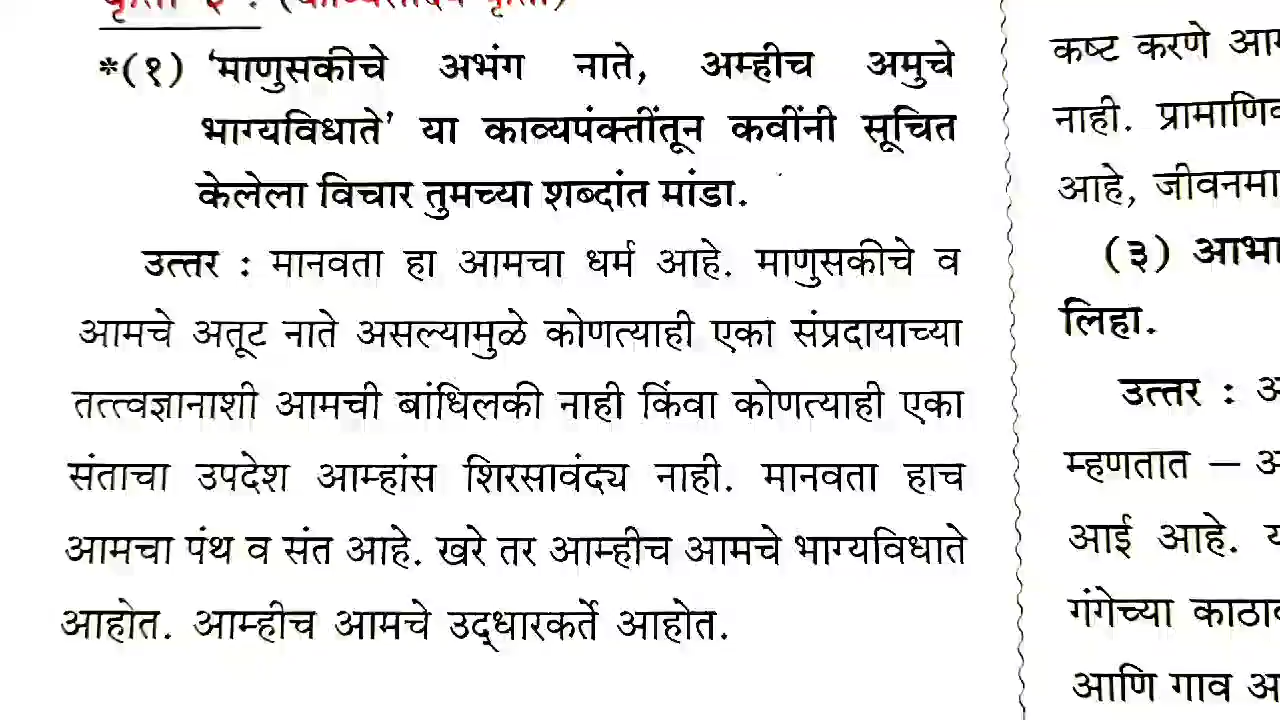 *(१) 'माणुसकीचे अभंग नाते, अम्हीच अमुचे
भाग्यविधाते' या काव्यपंक्तींतून कवींनी सूचित
केलेला विचार तुमच्या शब्दांत मांडा.
उत्तर : मानवता हा आमचा धर्म आहे. माणुसकीचे व
आमचे अतूट नाते असल्यामुळे कोणत्याही एका संप्रदायाच्या
तत्त्वज्ञानाशी आमची बांधिलकी नाही किंवा कोणत्याही एका
संताचा उपदेश आम्हांस शिरसावंद्य नाही. मानवता हाच
आमचा पंथ व संत आहे. खरे तर आम्हीच आमचे भाग्यविधाते
आहोत. आम्हीच आमचे उद्धारकर्ते आहोत.
कष्ट करणे
नाही.
आहे,
(३)
लिहा.
उत्तर :
म्हणतात –
आई आहे.
गंगेच्या
आणि गाव